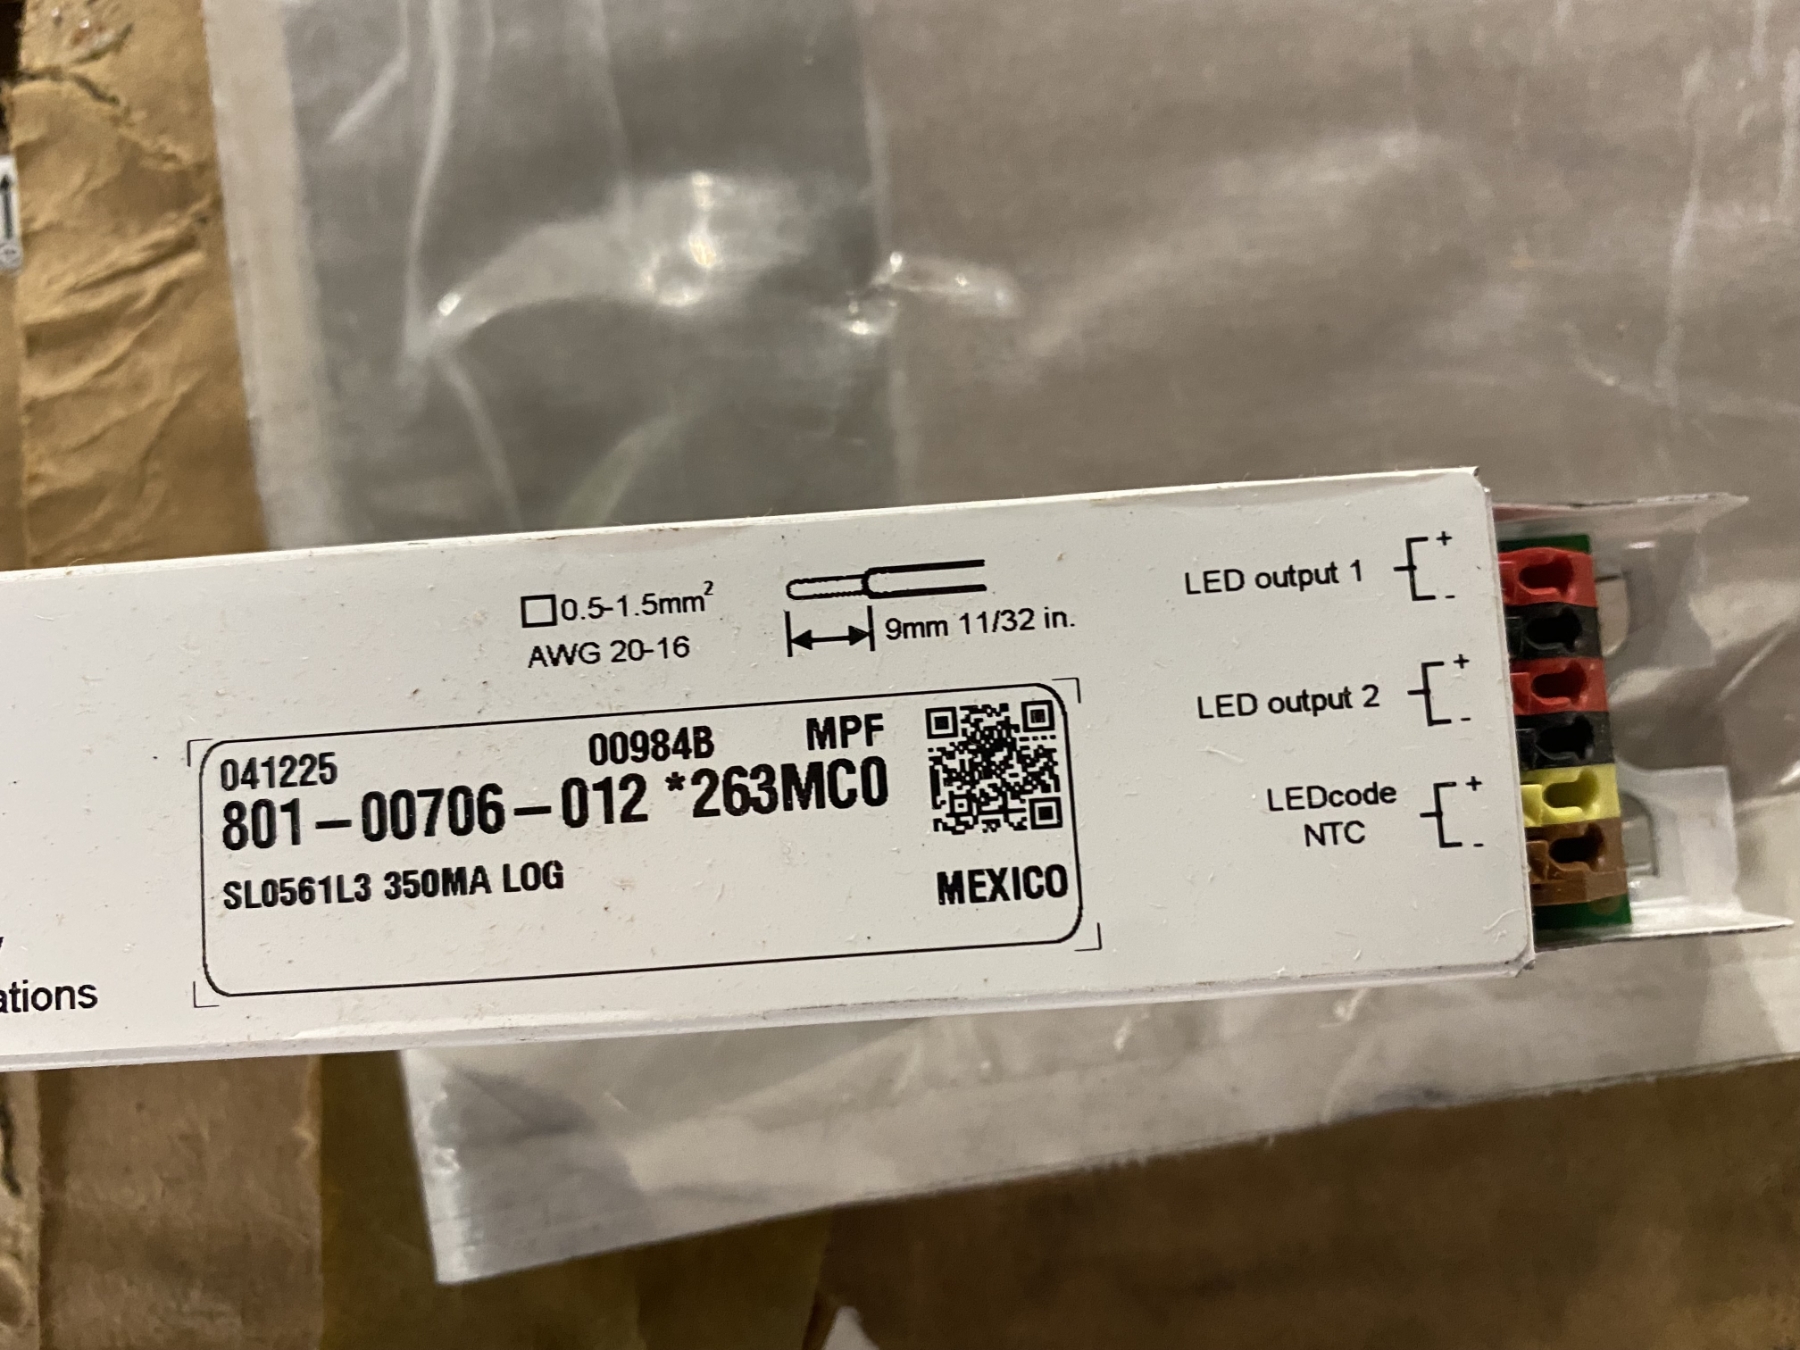 □0.5-1.5mm²
AWG 20-16
9mm 11/32 in.
LED output 1 + -
LED output 2 + -
LEDcode
NTC + -
041225 00984B MPF
801-00706-012 *263MC0
SL0561L3 350MA LOG
MEXICO
ations